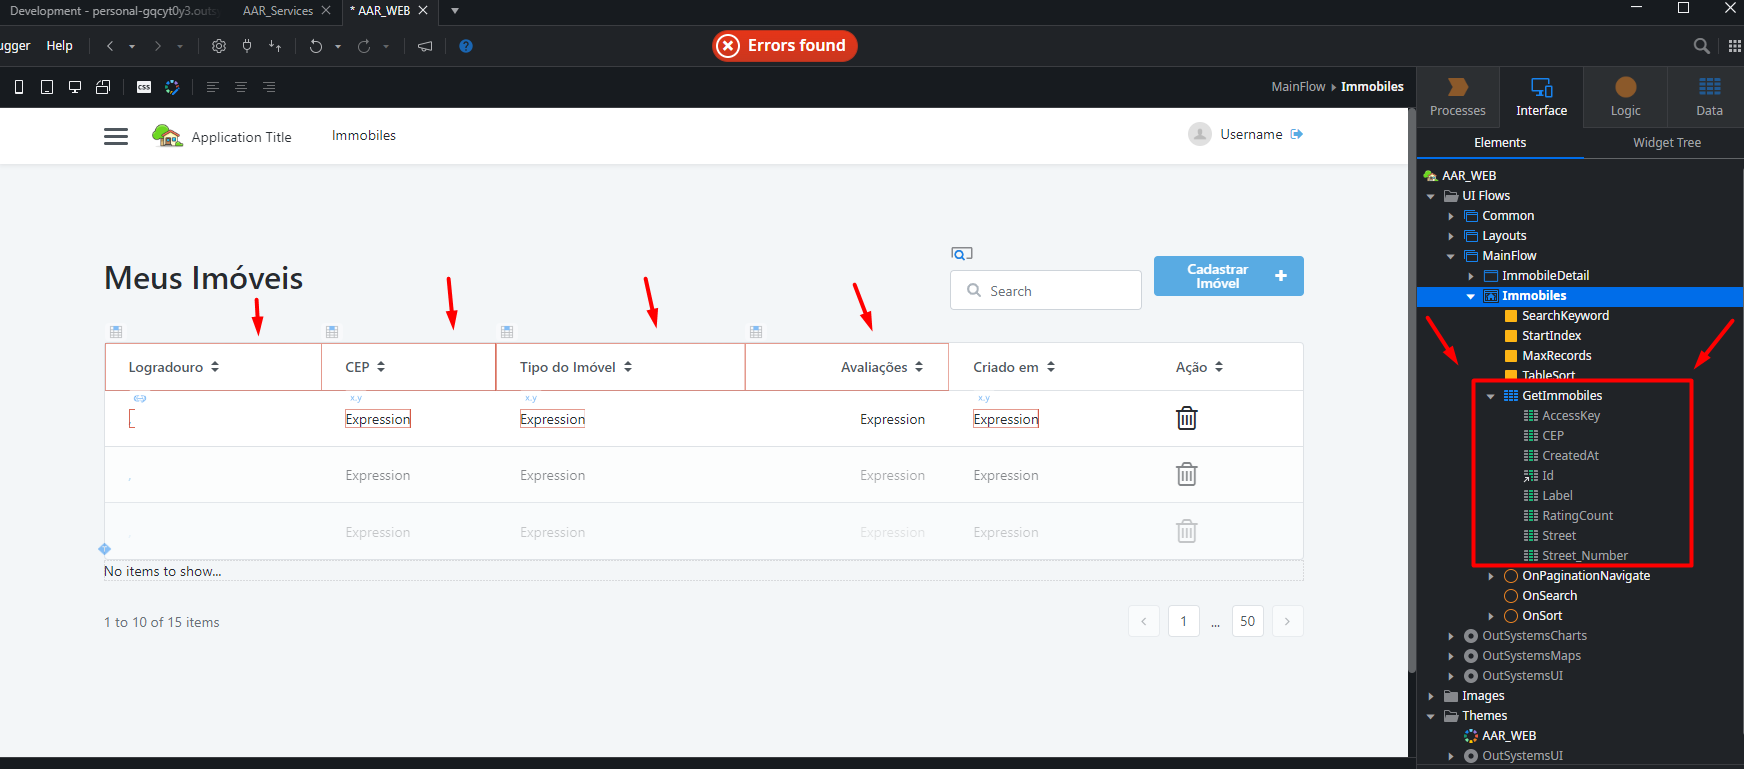 Development - personal-gqcyt0y3.outs
AAR_Services
* AAR_WEB
ugger
Help
Errors found
CSS
MainFlow
Immobiles
Processes
Interface
Logic
Data
Elements
Widget Tree
Application Title
Immobiles
Username
Meus Imóveis
Search
Cadastrar
Imóvel
Logradouro
CEP
Tipo do Imóvel
Avaliações
Criado em
Ação
x.y
x.y
x.y
,
Expression
Expression
Expression
Expression
,
Expression
Expression
Expression
Expression
Expression
Expression
Expression
Expression
No items to show...
1 to 10 of 15 items
1
...
50
AAR_WEB
UI Flows
Common
Layouts
MainFlow
ImmobileDetail
Immobiles
SearchKeyword
StartIndex
MaxRecords
TableSort
GetImmobiles
AccessKey
CEP
CreatedAt
Id
Label
RatingCount
Street
Street_Number
OnPaginationNavigate
OnSearch
OnSort
OutSystemsCharts
OutSystemsMaps
OutSystemsUI
Images
Themes
AAR_WEB
OutSystemsUI